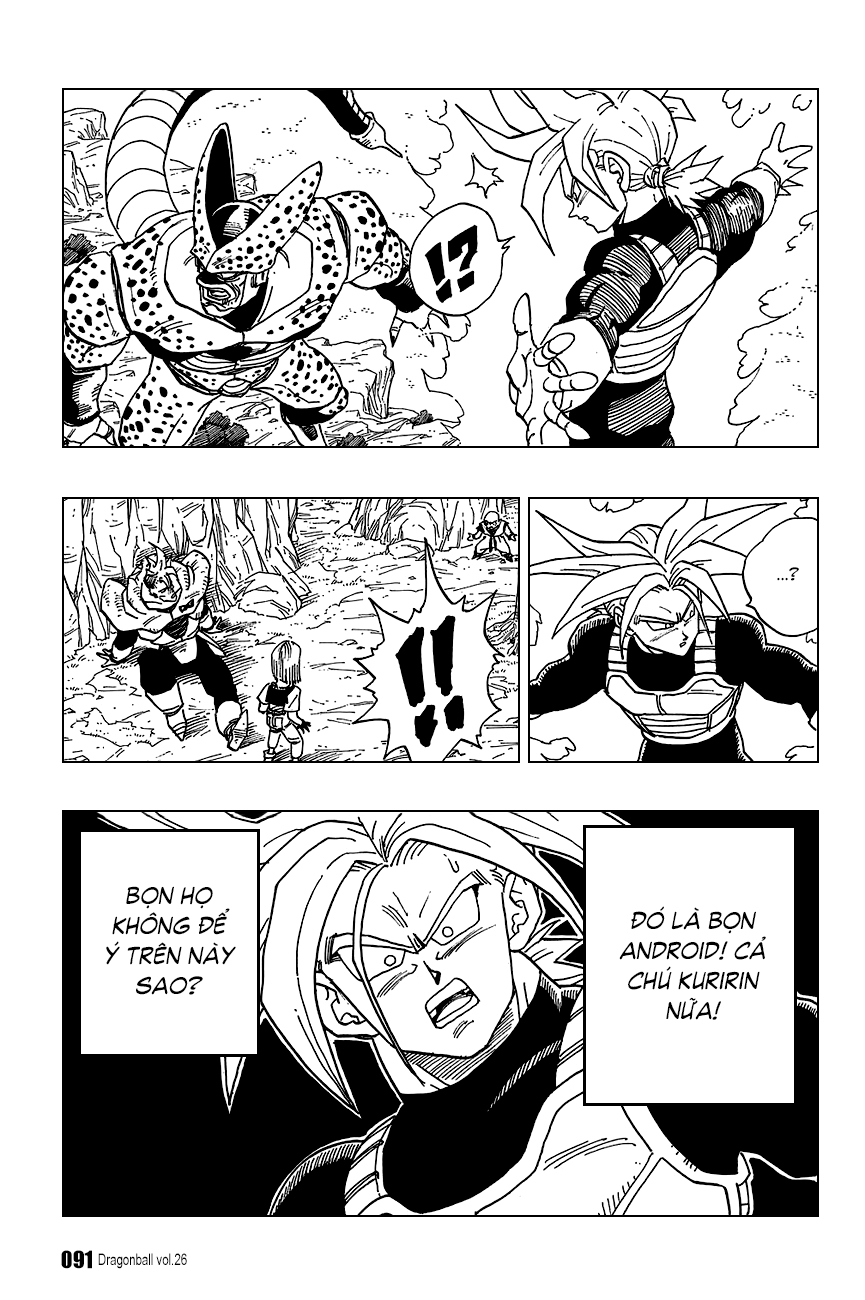 !?
...?
!!
ĐÓ LÀ BỌN
ANDROID! CẢ
CHÚ KURIRIN
NỮA!
BỌN HỌ
KHÔNG ĐỂ
Ý TRÊN NÀY
SAO?
091 Dragonball vol.26